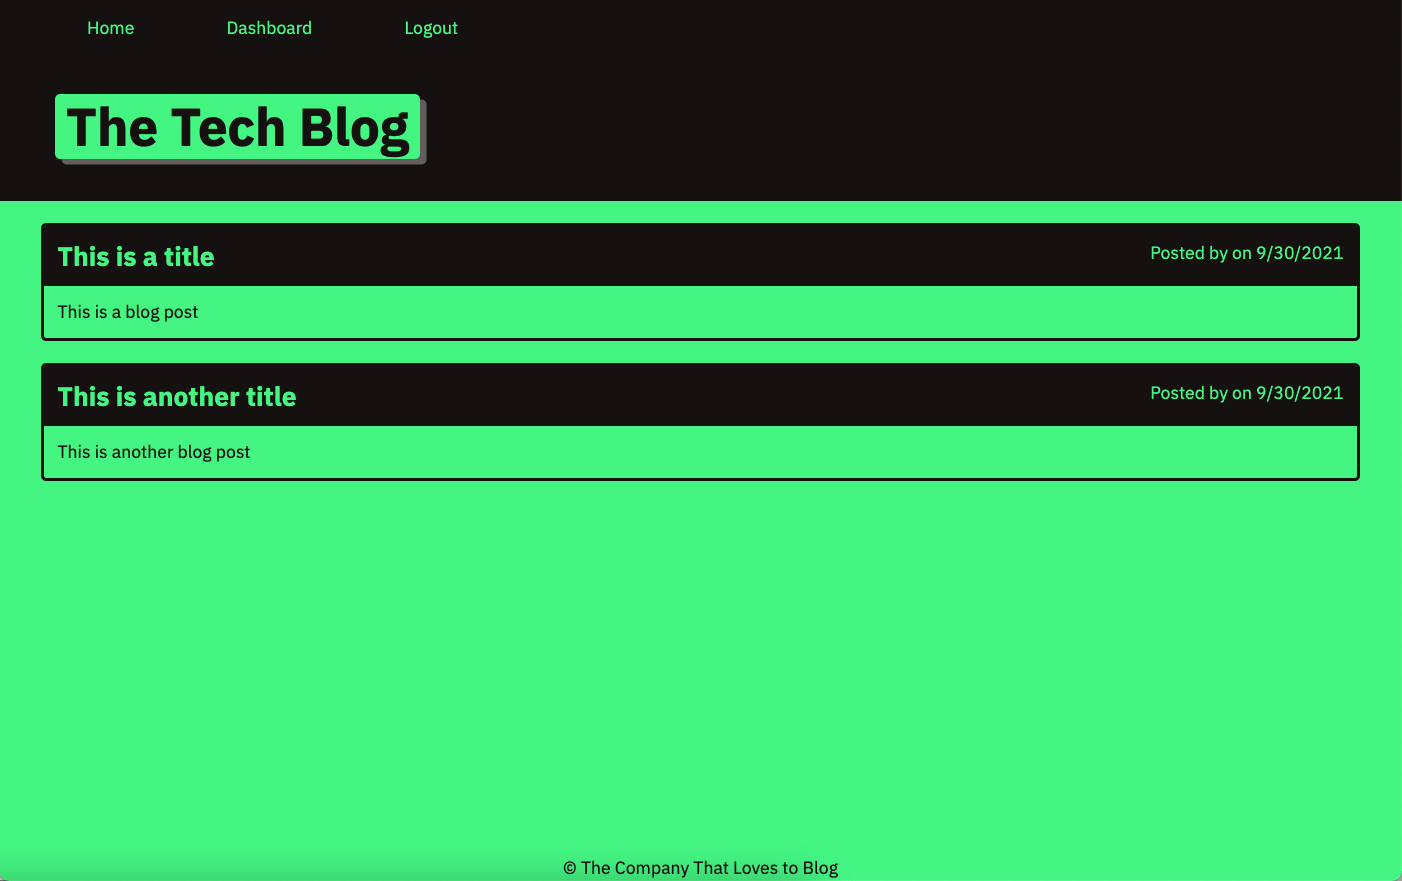 Home Dashboard Logout
The Tech Blog
This is a title Posted by on 9/30/2021
This is a blog post
This is another title Posted by on 9/30/2021
This is another blog post
© The Company That Loves to Blog